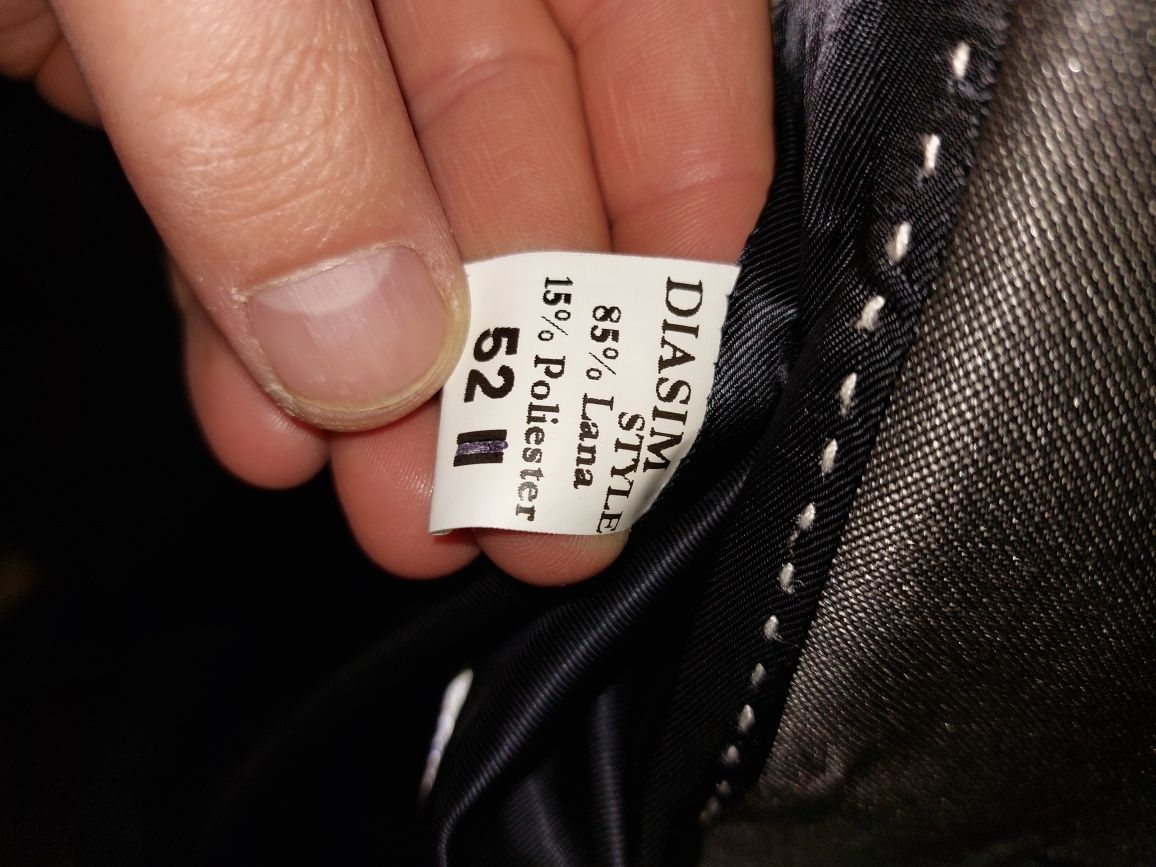 DIASIM
STYLE
85% Lana
15% Poliester
52 II